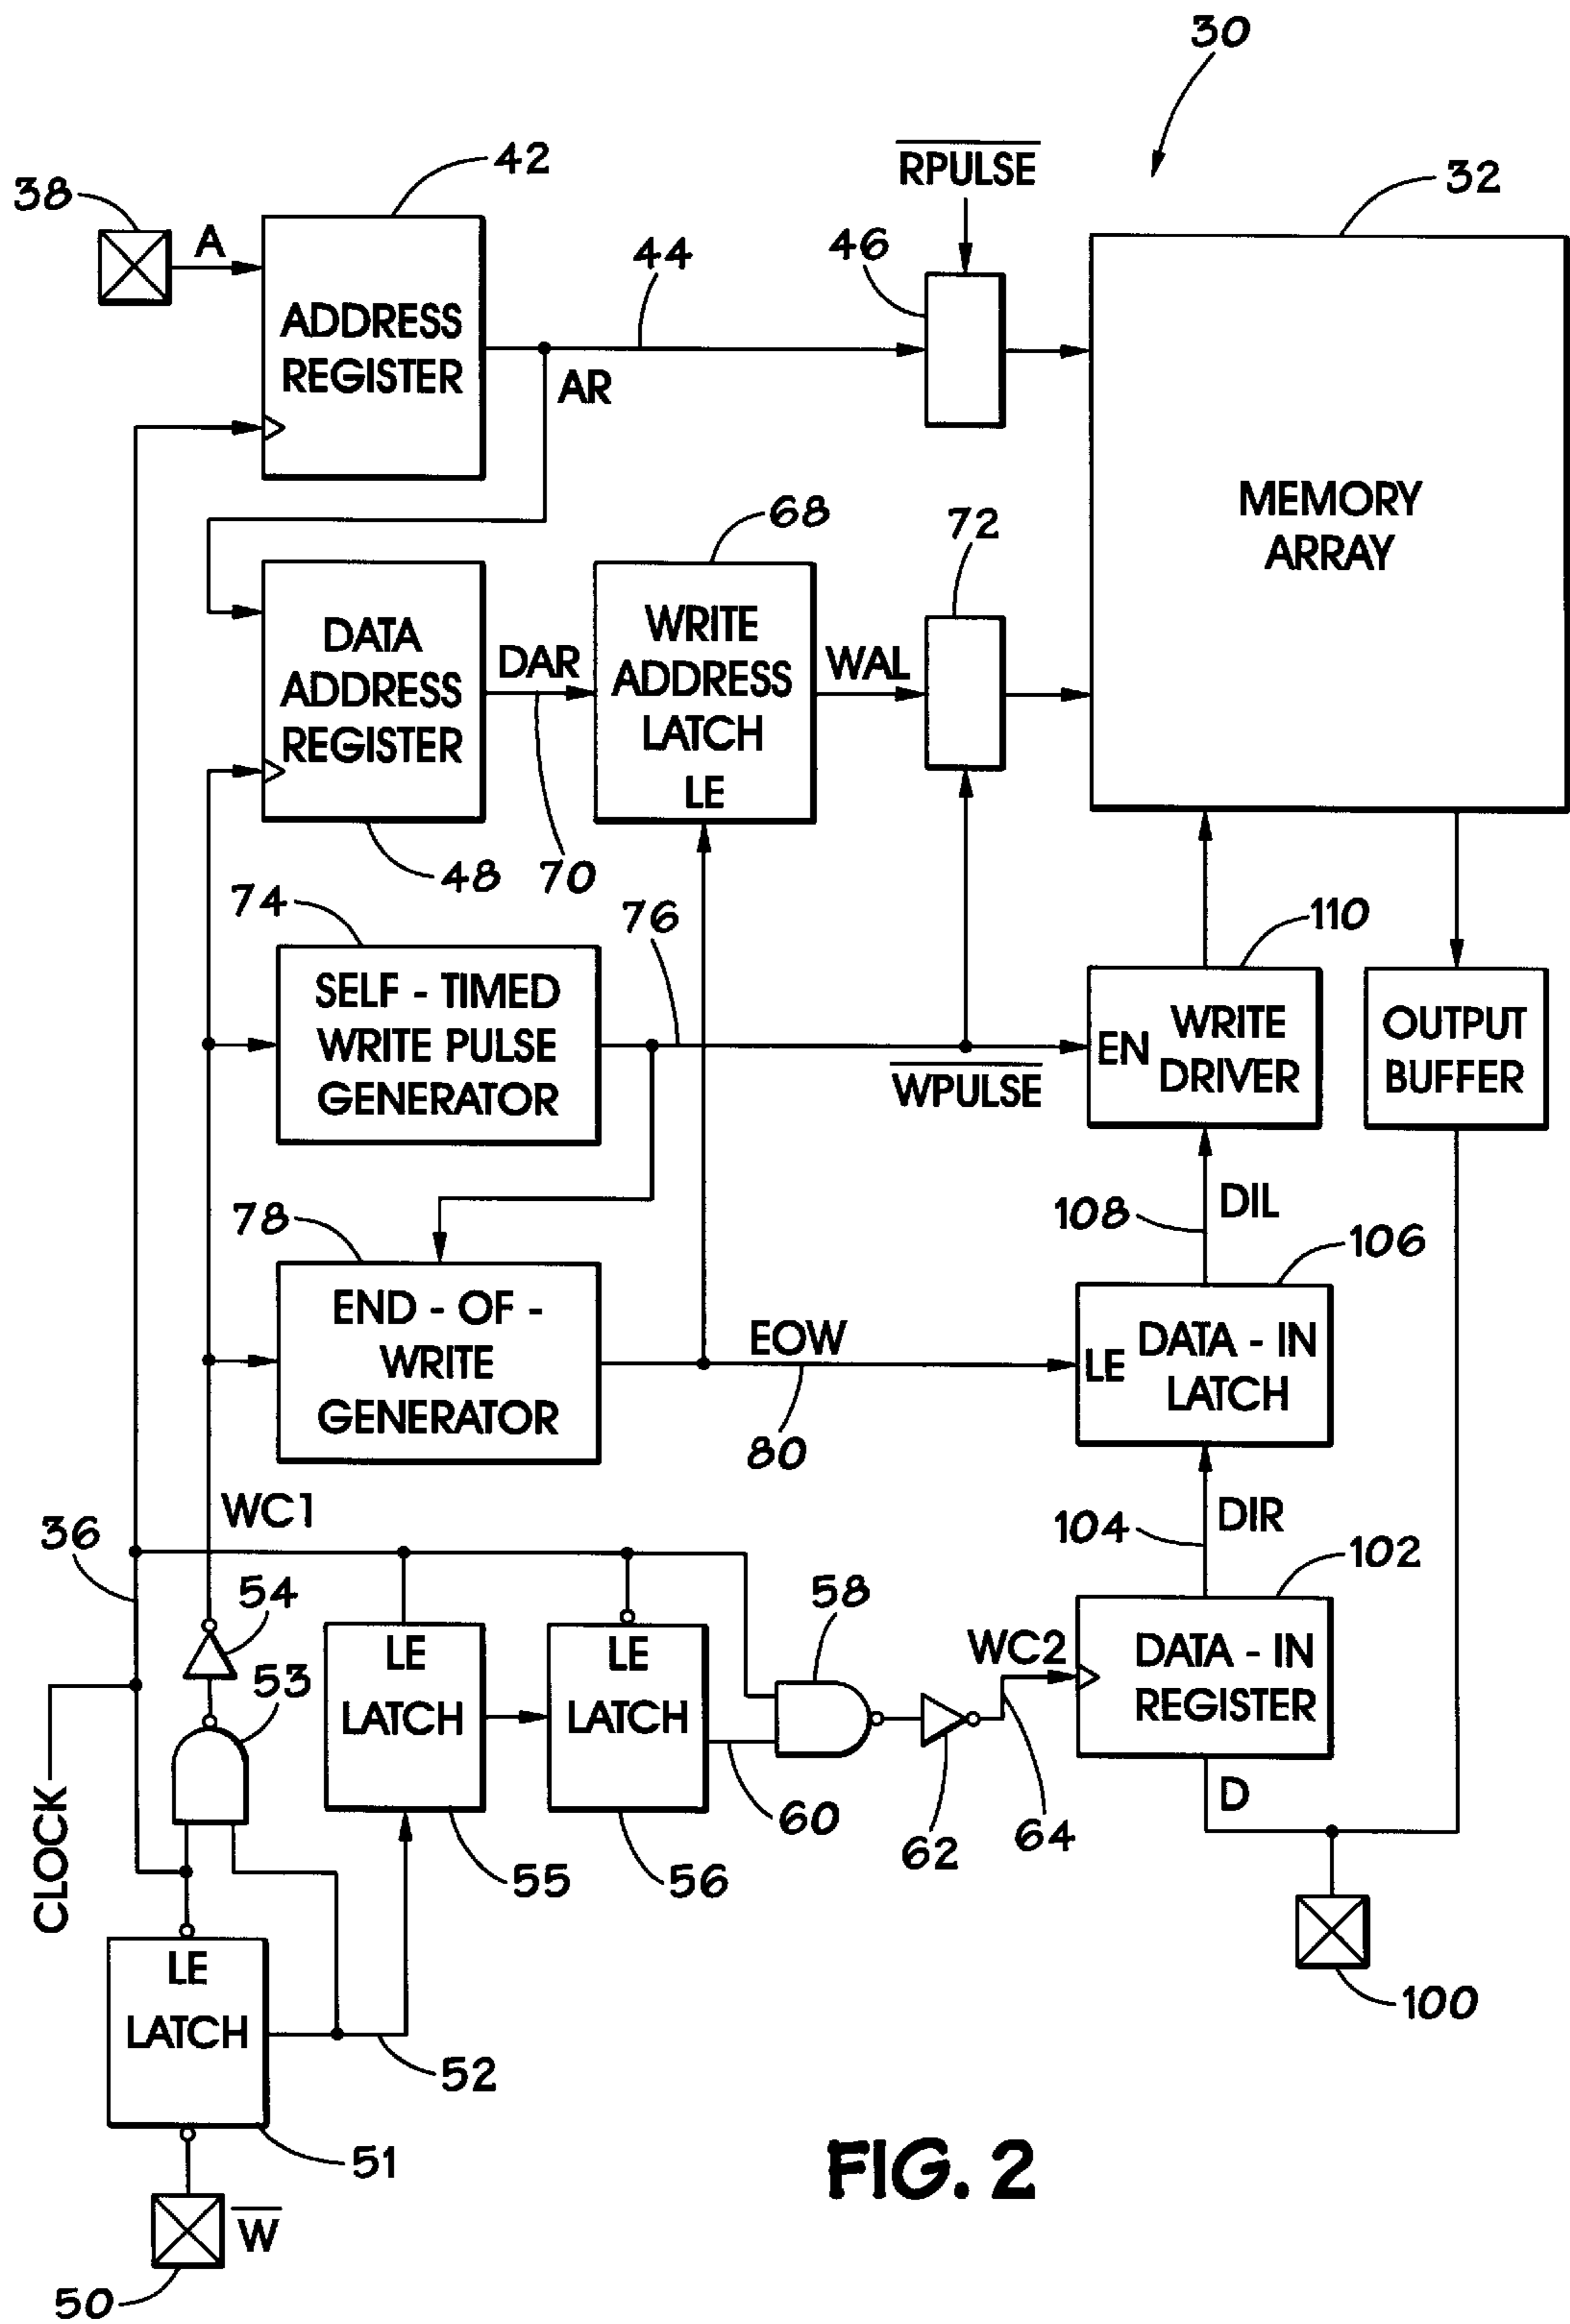 30
RPULSE
42
32
38
A
44
46
ADDRESS
REGISTER
AR
MEMORY
ARRAY
68
72
DATA
ADDRESS
REGISTER
DAR
WRITE
ADDRESS
LATCH
LE
WAL
48
70
74
76
110
SELF - TIMED
WRITE PULSE
GENERATOR
WPULSE
EN
WRITE
DRIVER
OUTPUT
BUFFER
78
108
DIL
106
END - OF -
WRITE
GENERATOR
EOW
80
LE
DATA - IN
LATCH
WC1
36
104
DIR
102
54
53
58
LE
LATCH
LE
LATCH
WC2
DATA - IN
REGISTER
CLOCK
55
56
60
62
64
D
LE
LATCH
52
100
51
50
W
FIG. 2